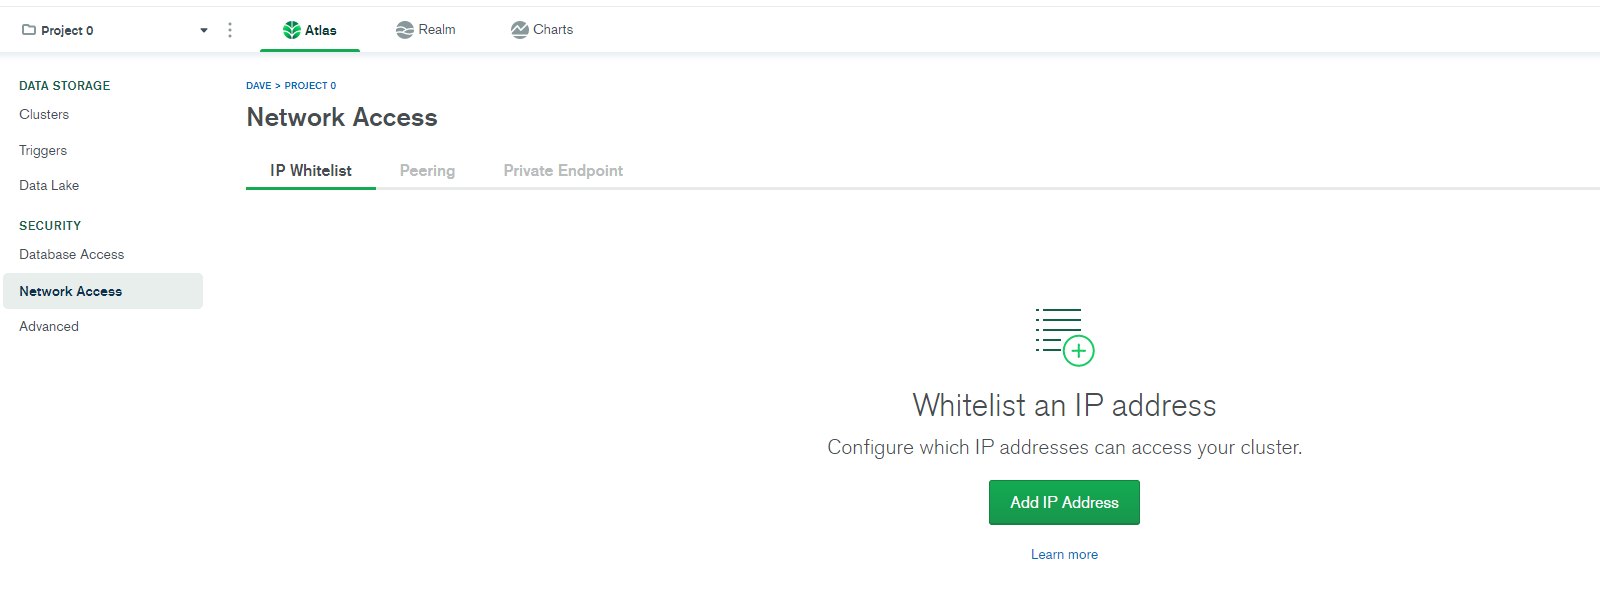 Project 0
Atlas
Realm
Charts
DATA STORAGE
Clusters
Triggers
Data Lake
SECURITY
Database Access
Network Access
Advanced
DAVE > PROJECT 0
Network Access
IP Whitelist
Peering
Private Endpoint
Whitelist an IP address
Configure which IP addresses can access your cluster.
Add IP Address
Learn more